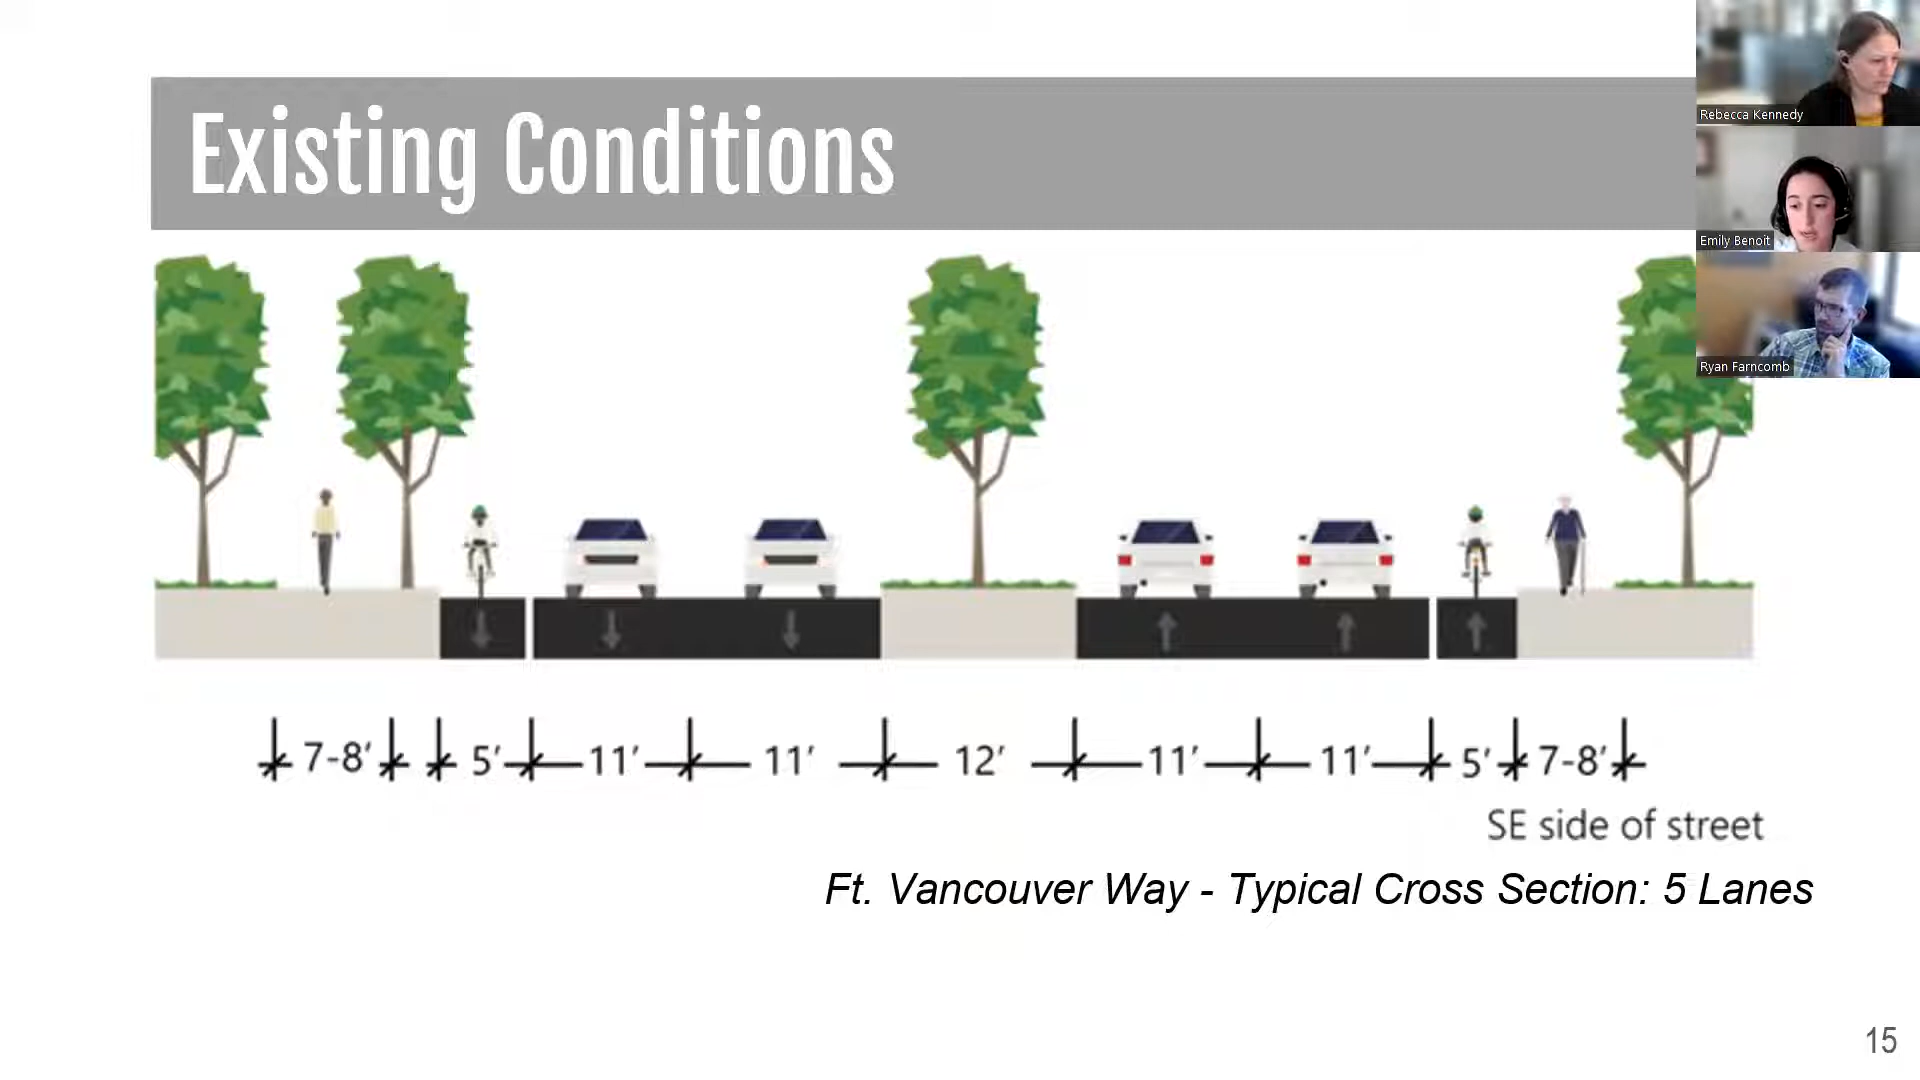 Existing Conditions
Rebecca Kennedy
Emily Benoit
Ryan Farncomb
7-8′ 5′ 11′ 11′ 12′ 11′ 11′ 5′ 7-8′
SE side of street
Ft. Vancouver Way - Typical Cross Section: 5 Lanes
15